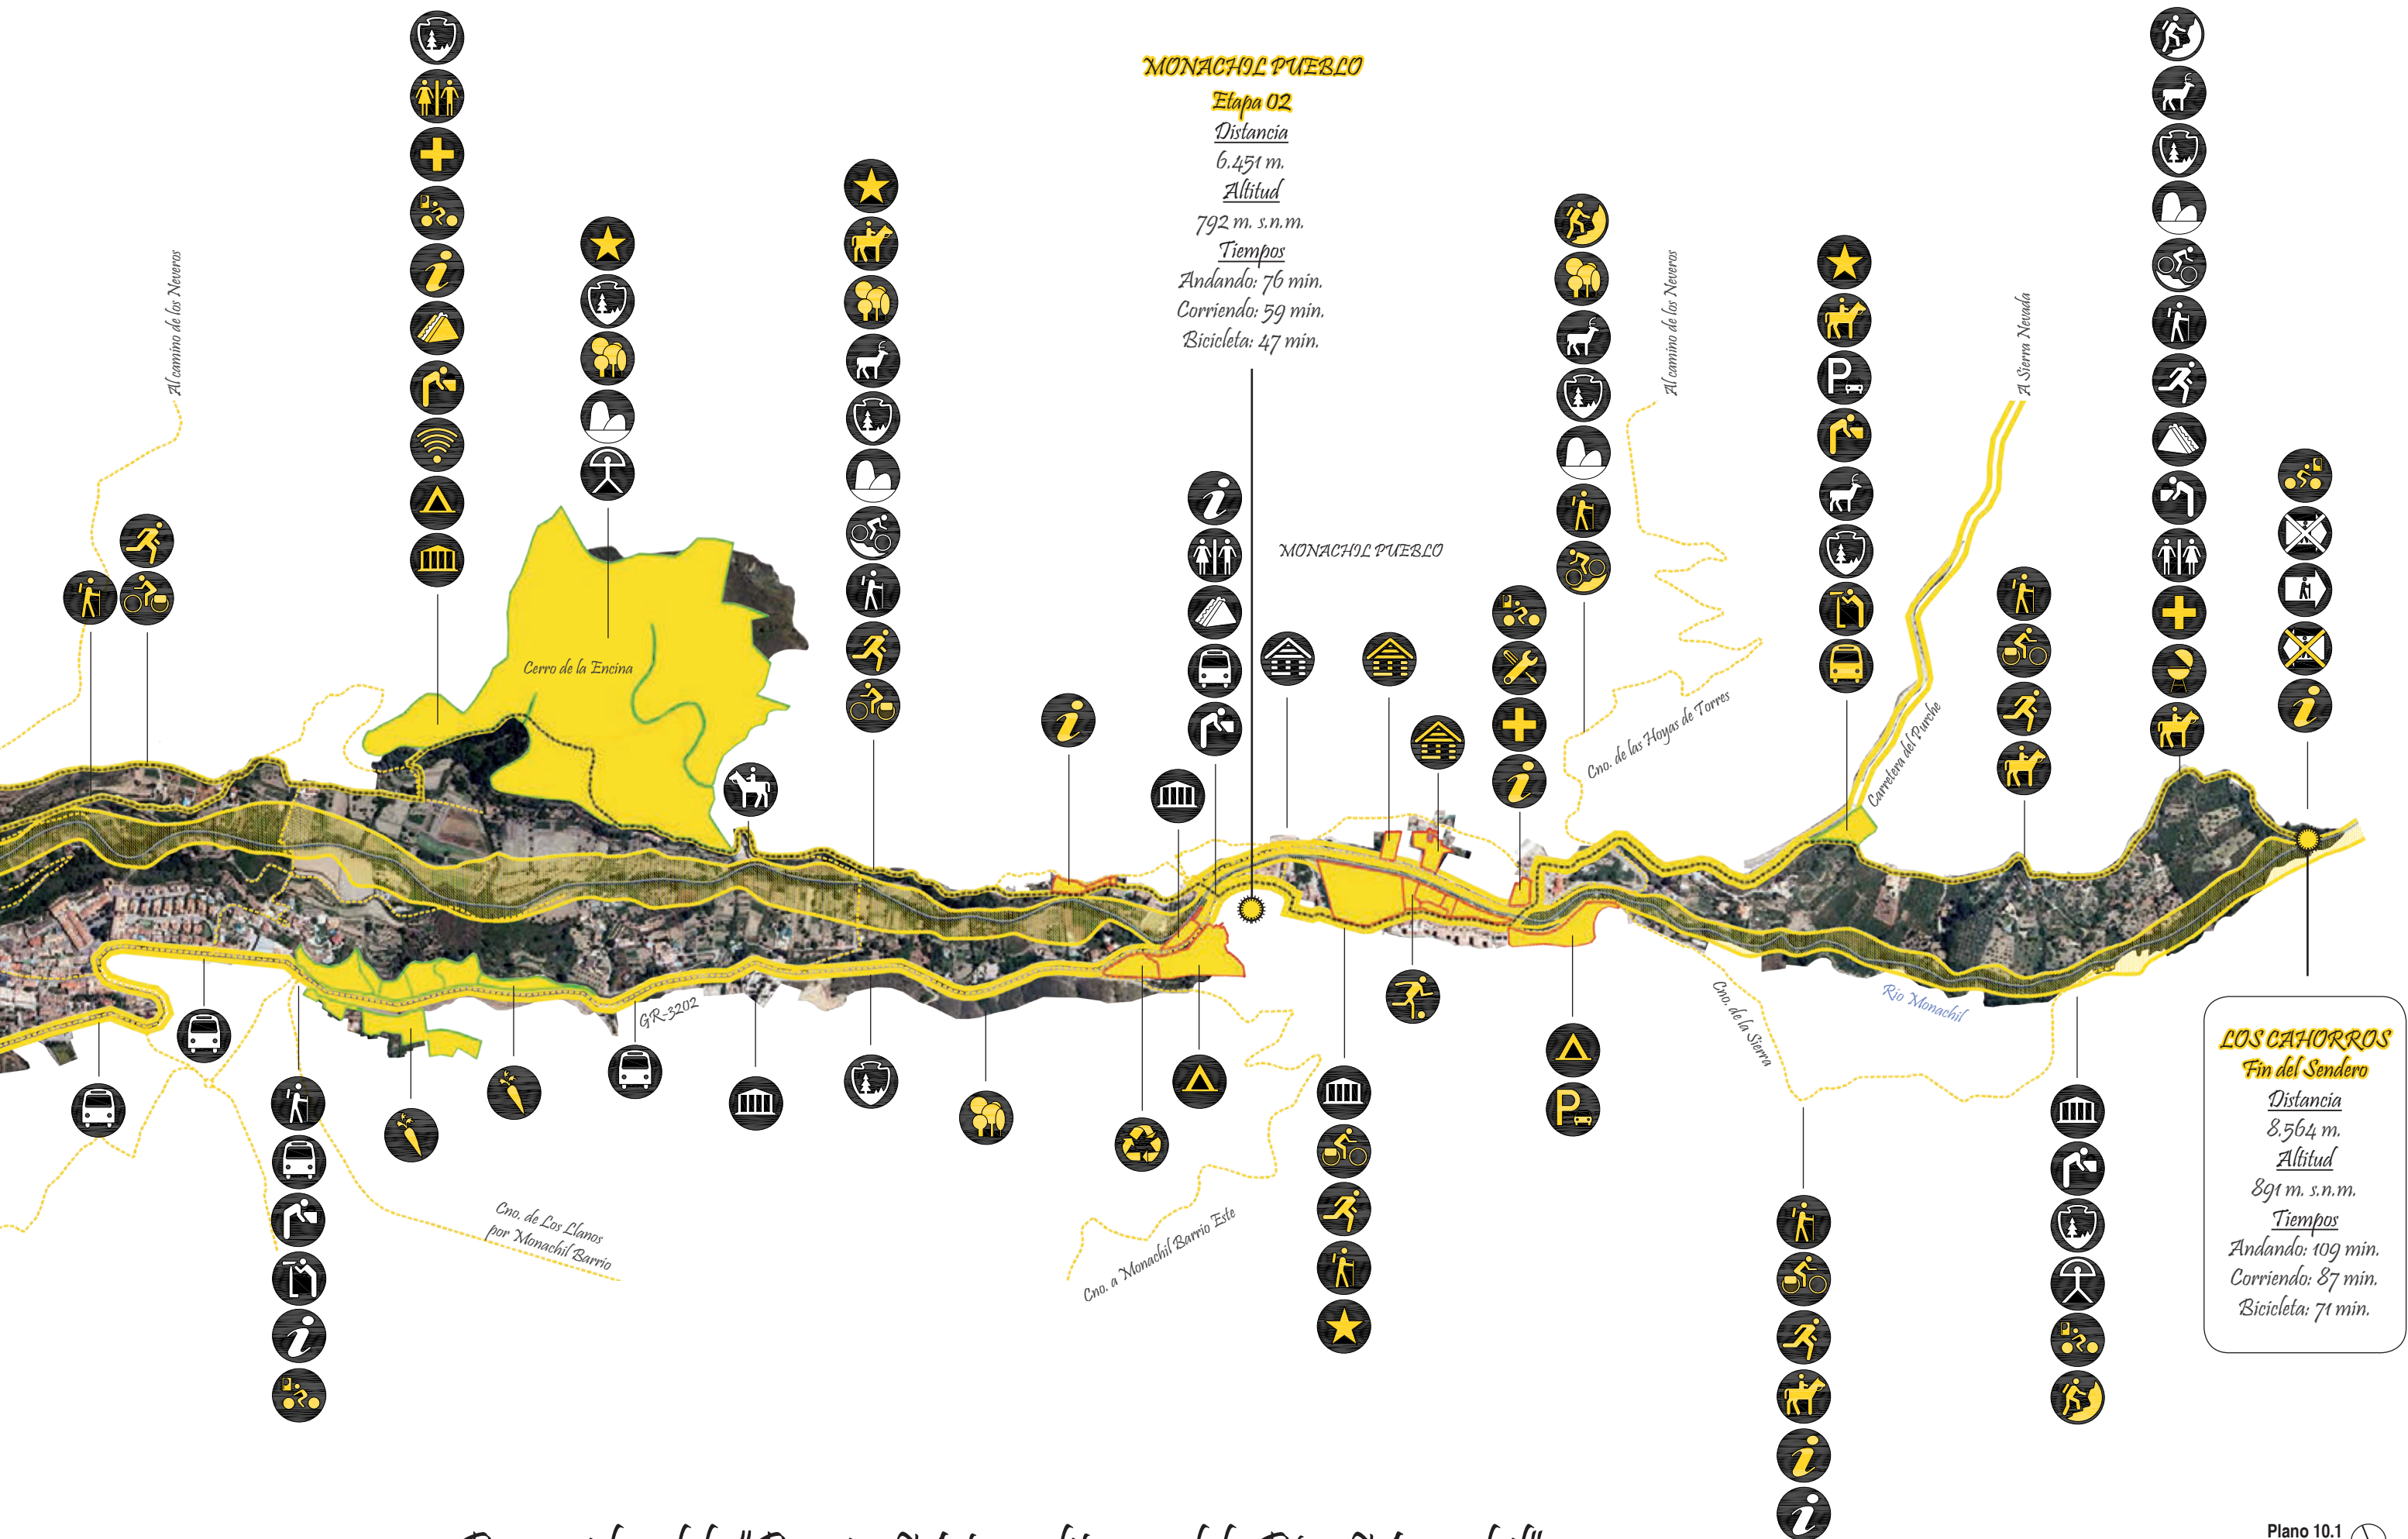 MONACHIL PUEBLO
Etapa 02
Distancia
6.451 m.
Altitud
792 m. s.n.m.
Tiempos
Andando: 76 min.
Corriendo: 59 min.
Bicicleta: 47 min.
Al camino de los Neveros
Al camino de los Neveros
A Sierra Nevada
MONACHIL PUEBLO
Cerro de la Encina
Cno. de las Hoyas de Torres
Carretera del Purche
GR-3202
Cno. de la Sierra
Rio Monachil
Cno. de Los Llanos
por Monachil Barrio
Cno. a Monachil Barrio Este
P
P
LOS CAHORROS
Fin del Sendero
Distancia
8.564 m.
Altitud
891 m. s.n.m.
Tiempos
Andando: 109 min.
Corriendo: 87 min.
Bicicleta: 71 min.
Plano 10.1